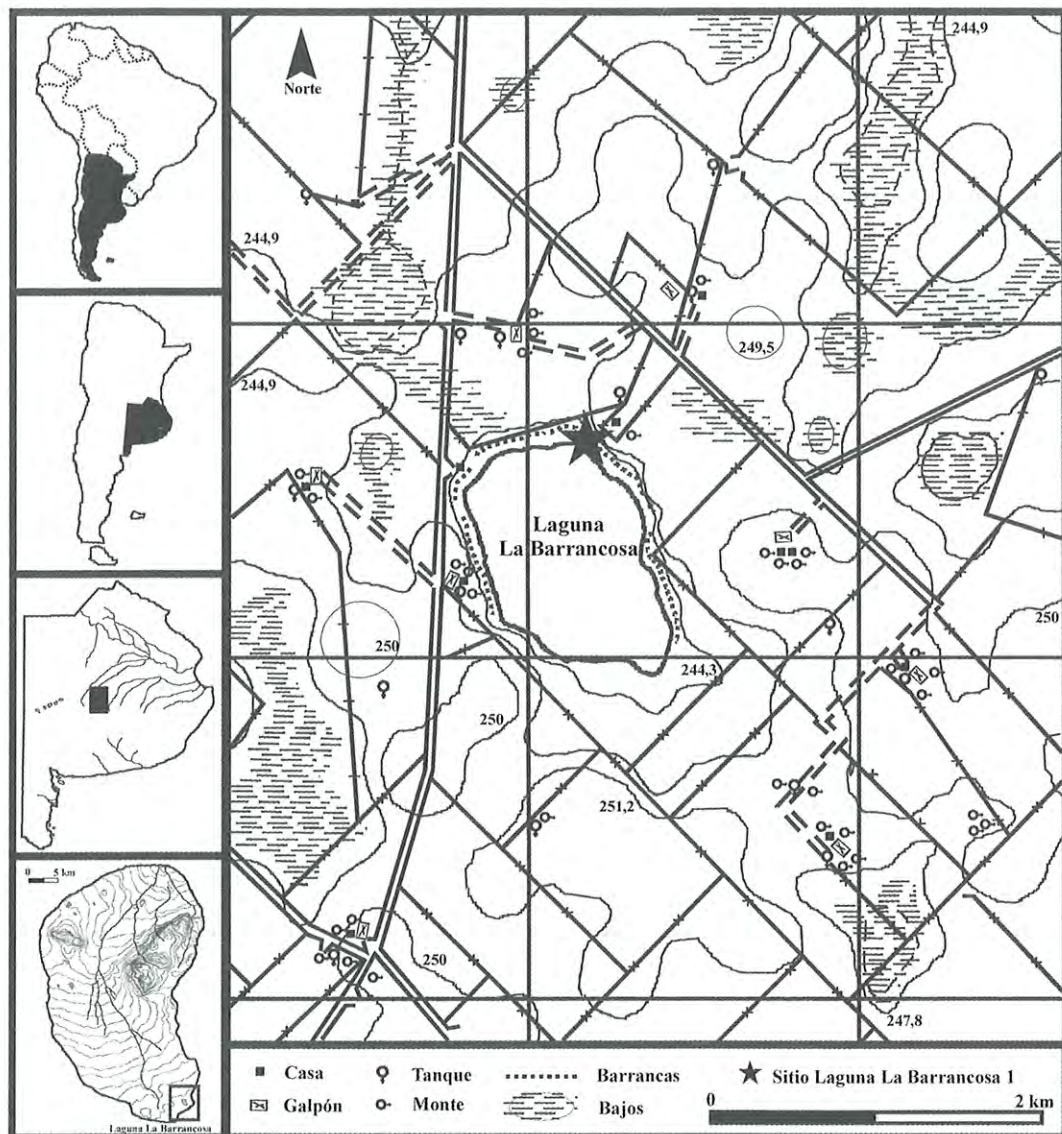 Norte
244,9
244,9
249,5
244,9
Laguna
La Barrancosa
250
250
244,3
250
251,2
250
247,8
0 5 km
Laguna La Barrancosa
Casa
Tanque
Barrancas
Sitio Laguna La Barrancosa 1
Galpón
Monte
Bajos
0 2 km